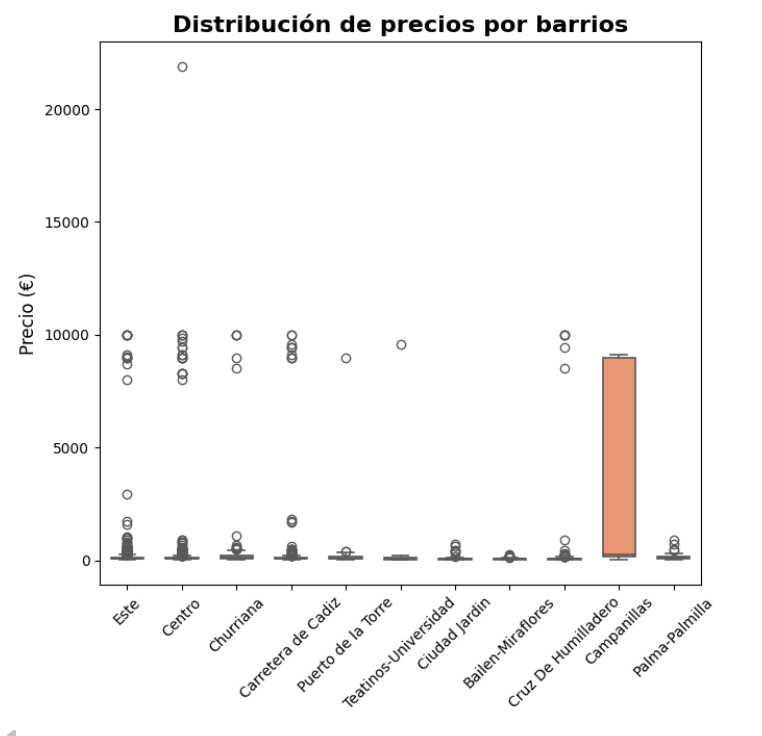 Distribución de precios por barrios
Precio (€)
20000
15000
10000
5000
0
Este
Centro
Churriana
Carretera de Cadiz
Puerto de la Torre
Teatinos-Universidad
Ciudad Jardin
Bailen-Miraflores
Cruz De Humilladero
Campanillas
Palma-Palmilla